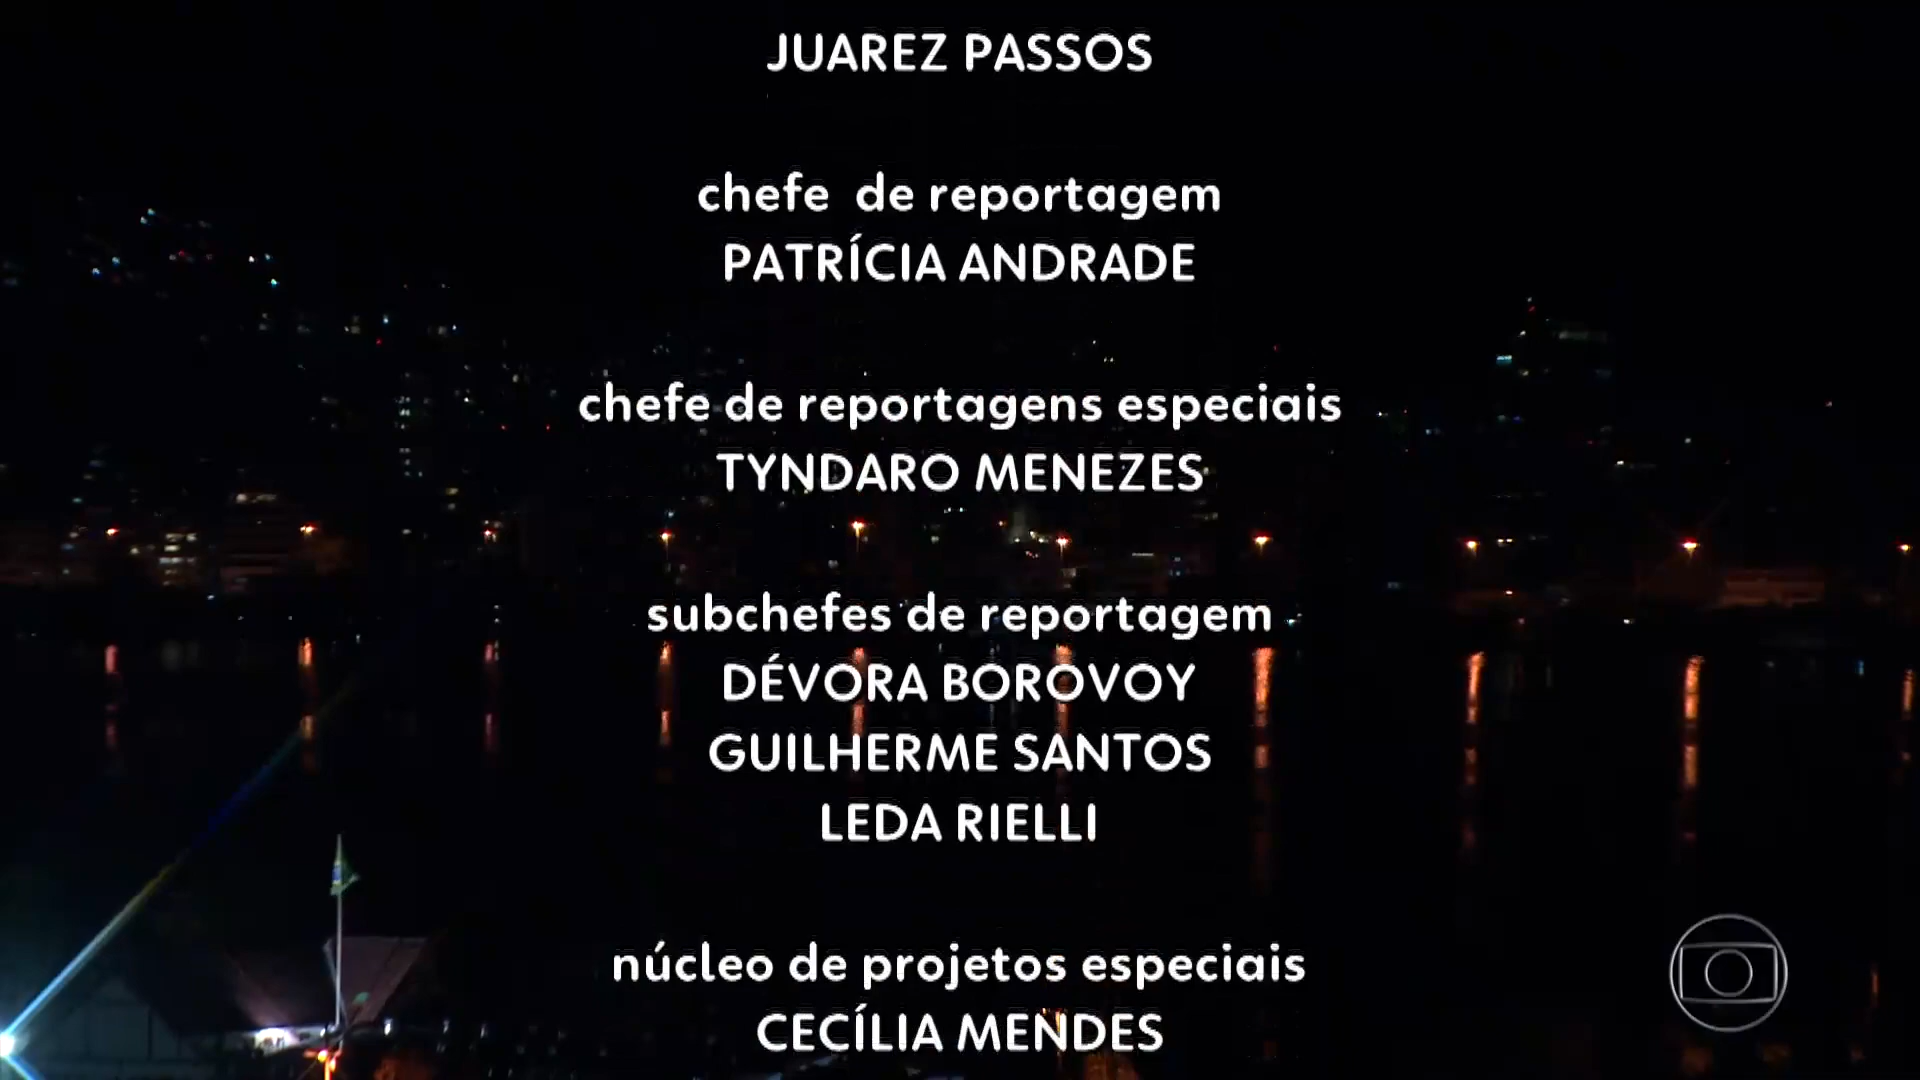 JUAREZ PASSOS
chefe de reportagem
PATRÍCIA ANDRADE
chefe de reportagens especiais
TYNDARO MENEZES
subchefes de reportagem
DÉVORA BOROVOY
GUILHERME SANTOS
LEDA RIELLI
núcleo de projetos especiais
CECÍLIA MENDES